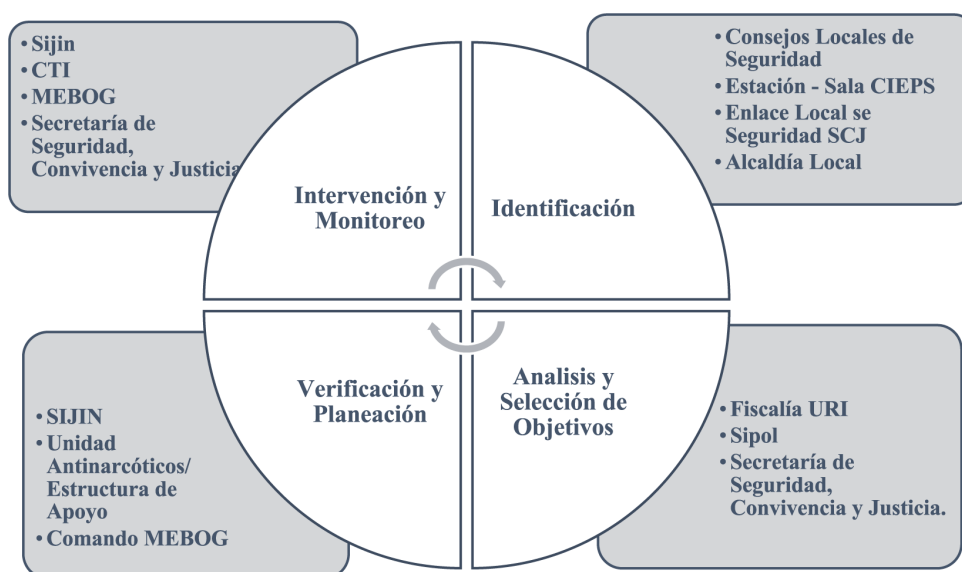 • Sijin
• CTI
• MEBOG
• Secretaría de
Seguridad,
Convivencia y Justicia
• Consejos Locales de
Seguridad
• Estación - Sala CIEPS
• Enlace Local se
Seguridad SCJ
• Alcaldía Local
Intervención y
Monitoreo
Identificación
Verificación y
Planeación
Analisis y
Selección de
Objetivos
• SIJIN
• Unidad
Antinarcóticos/
Estructura de
Apoyo
• Comando MEBOG
• Fiscalía URI
• Sipol
• Secretaría de
Seguridad,
Convivencia y Justicia.